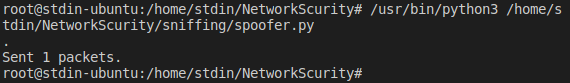 root@stdin-ubuntu:/home/stdin/NetworkScurity# /usr/bin/python3 /home/s
tdin/NetworkScurity/sniffing/spoofer.py
.
Sent 1 packets.
root@stdin-ubuntu:/home/stdin/NetworkScurity#